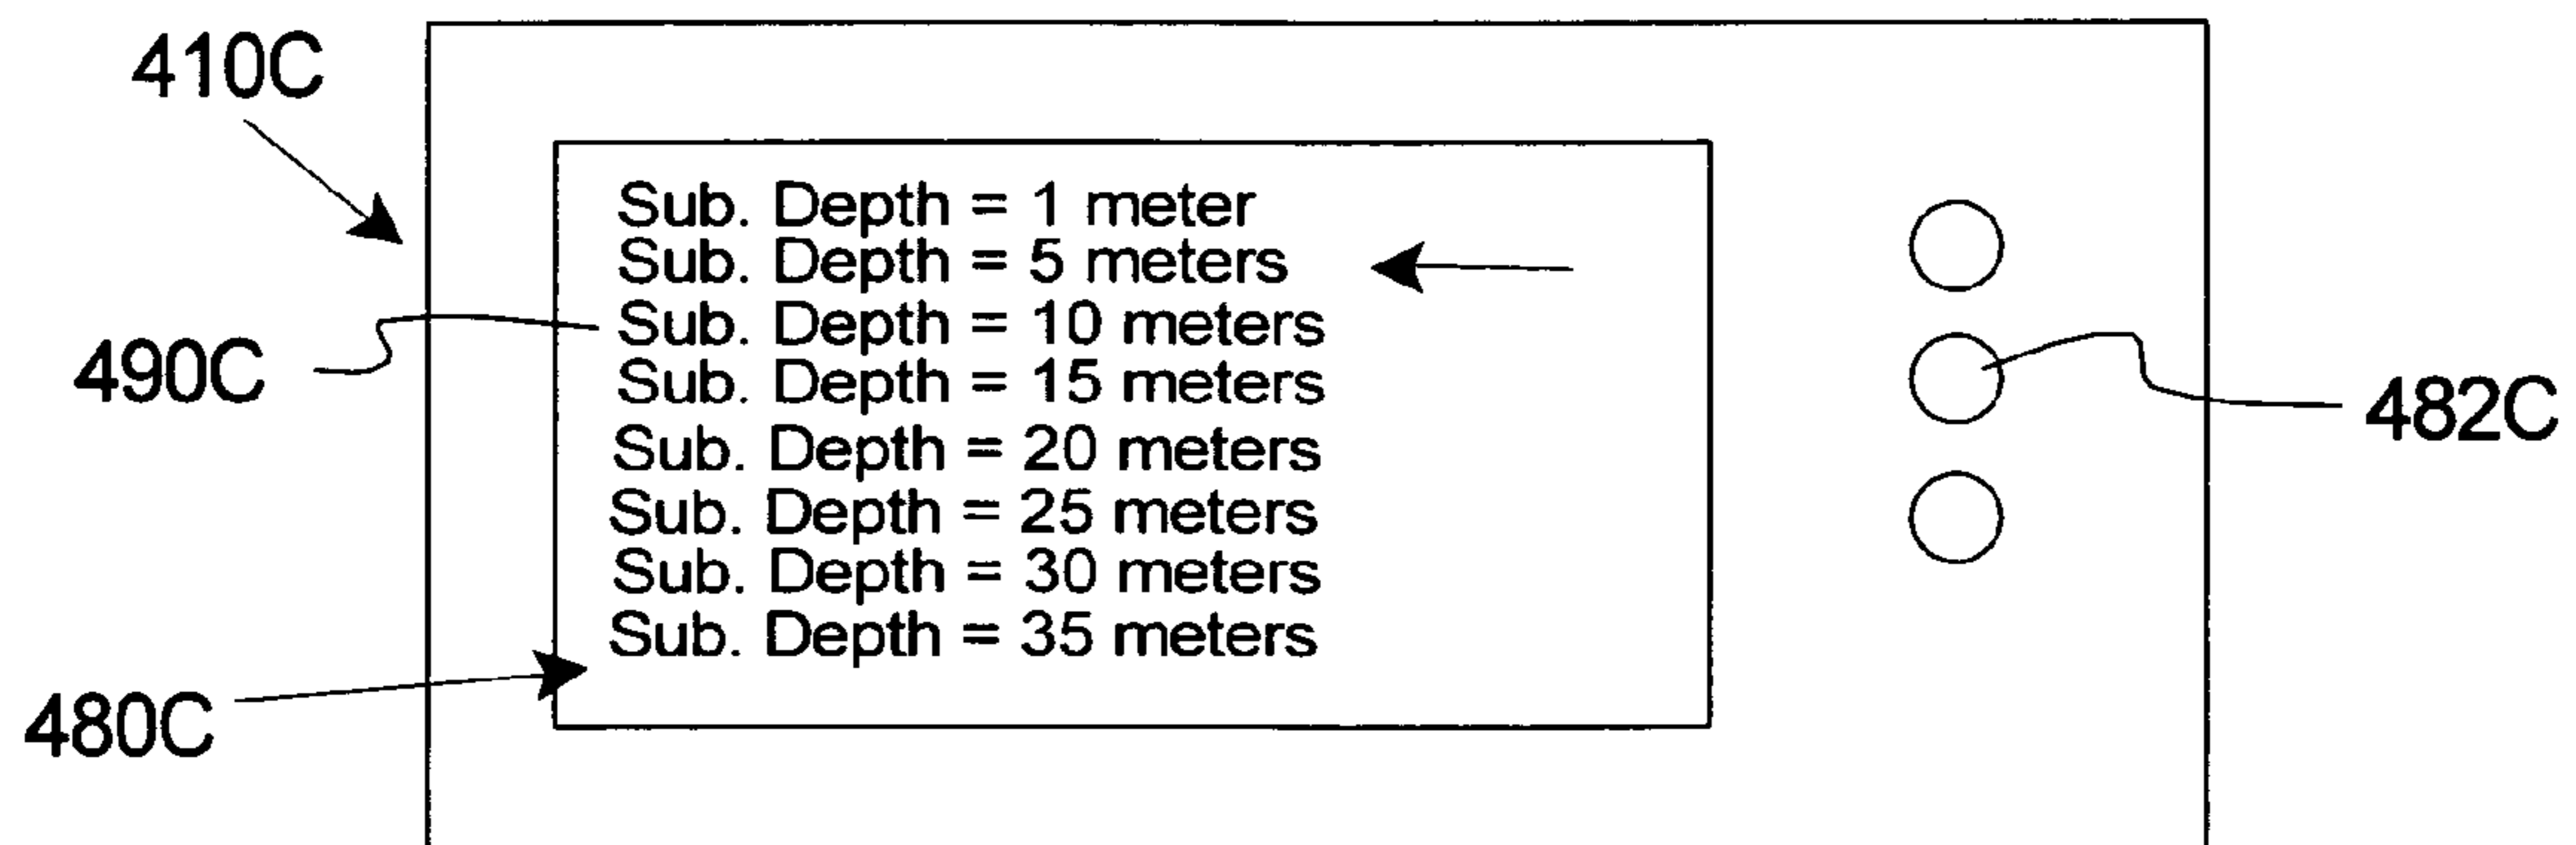 410C
Sub. Depth = 1 meter
Sub. Depth = 5 meters
Sub. Depth = 10 meters
490C
Sub. Depth = 15 meters
482C
Sub. Depth = 20 meters
Sub. Depth = 25 meters
Sub. Depth = 30 meters
Sub. Depth = 35 meters
480C